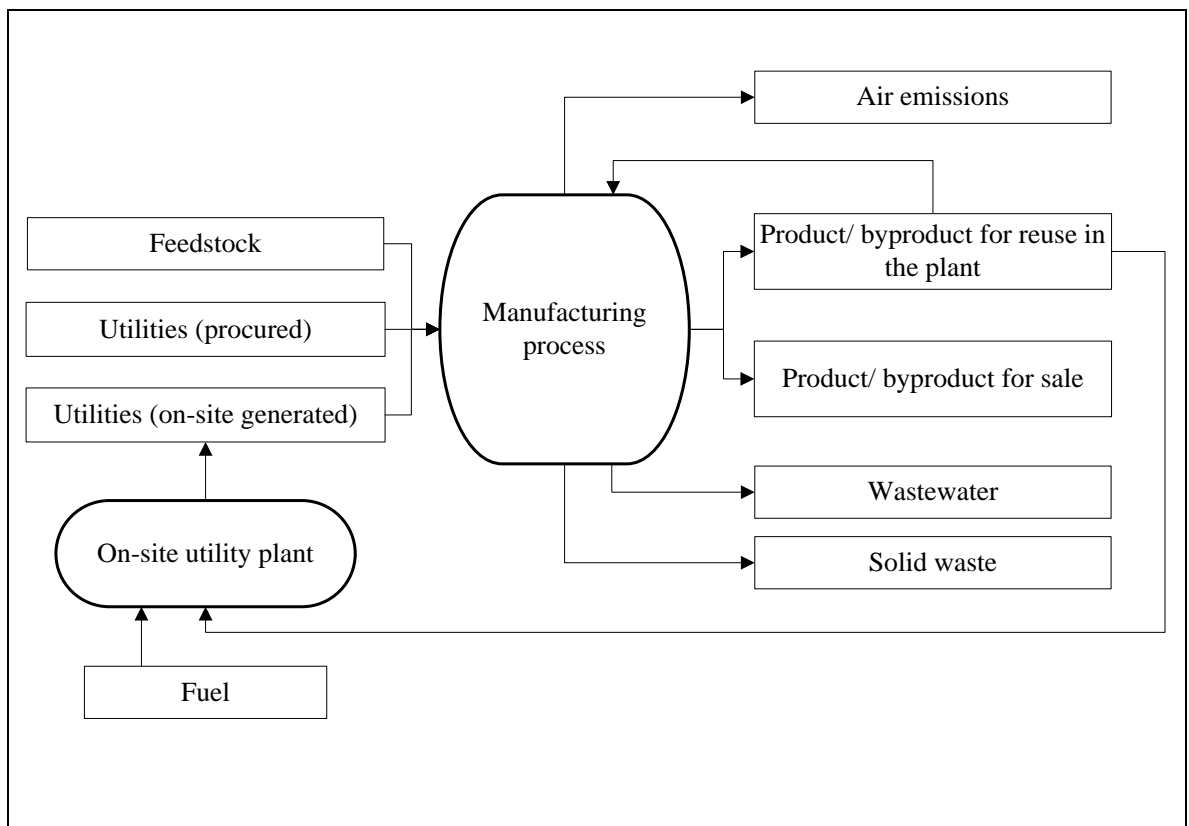 Air emissions
Feedstock
Product/ byproduct for reuse in
the plant
Utilities (procured)
Manufacturing
process
Product/ byproduct for sale
Utilities (on-site generated)
Wastewater
On-site utility plant
Solid waste
Fuel